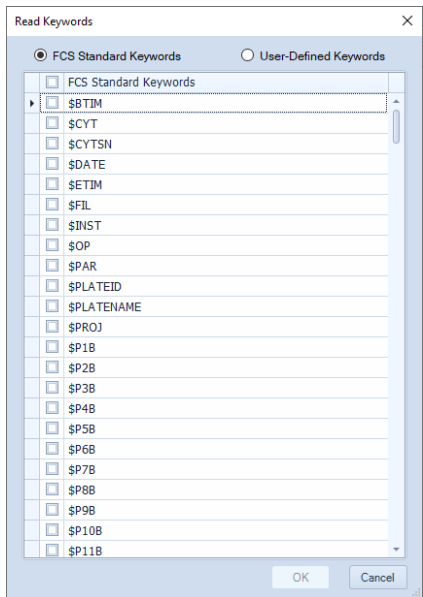 Read Keywords
FCS Standard Keywords User-Defined Keywords
FCS Standard Keywords
$BTIM
$CYT
$CYTSN
$DATE
$ETIM
$FIL
$INST
$OP
$PAR
$PLATEID
$PLATENAME
$PROJ
$P1B
$P2B
$P3B
$P4B
$P5B
$P6B
$P7B
$P8B
$P9B
$P10B
$P11B
OK Cancel